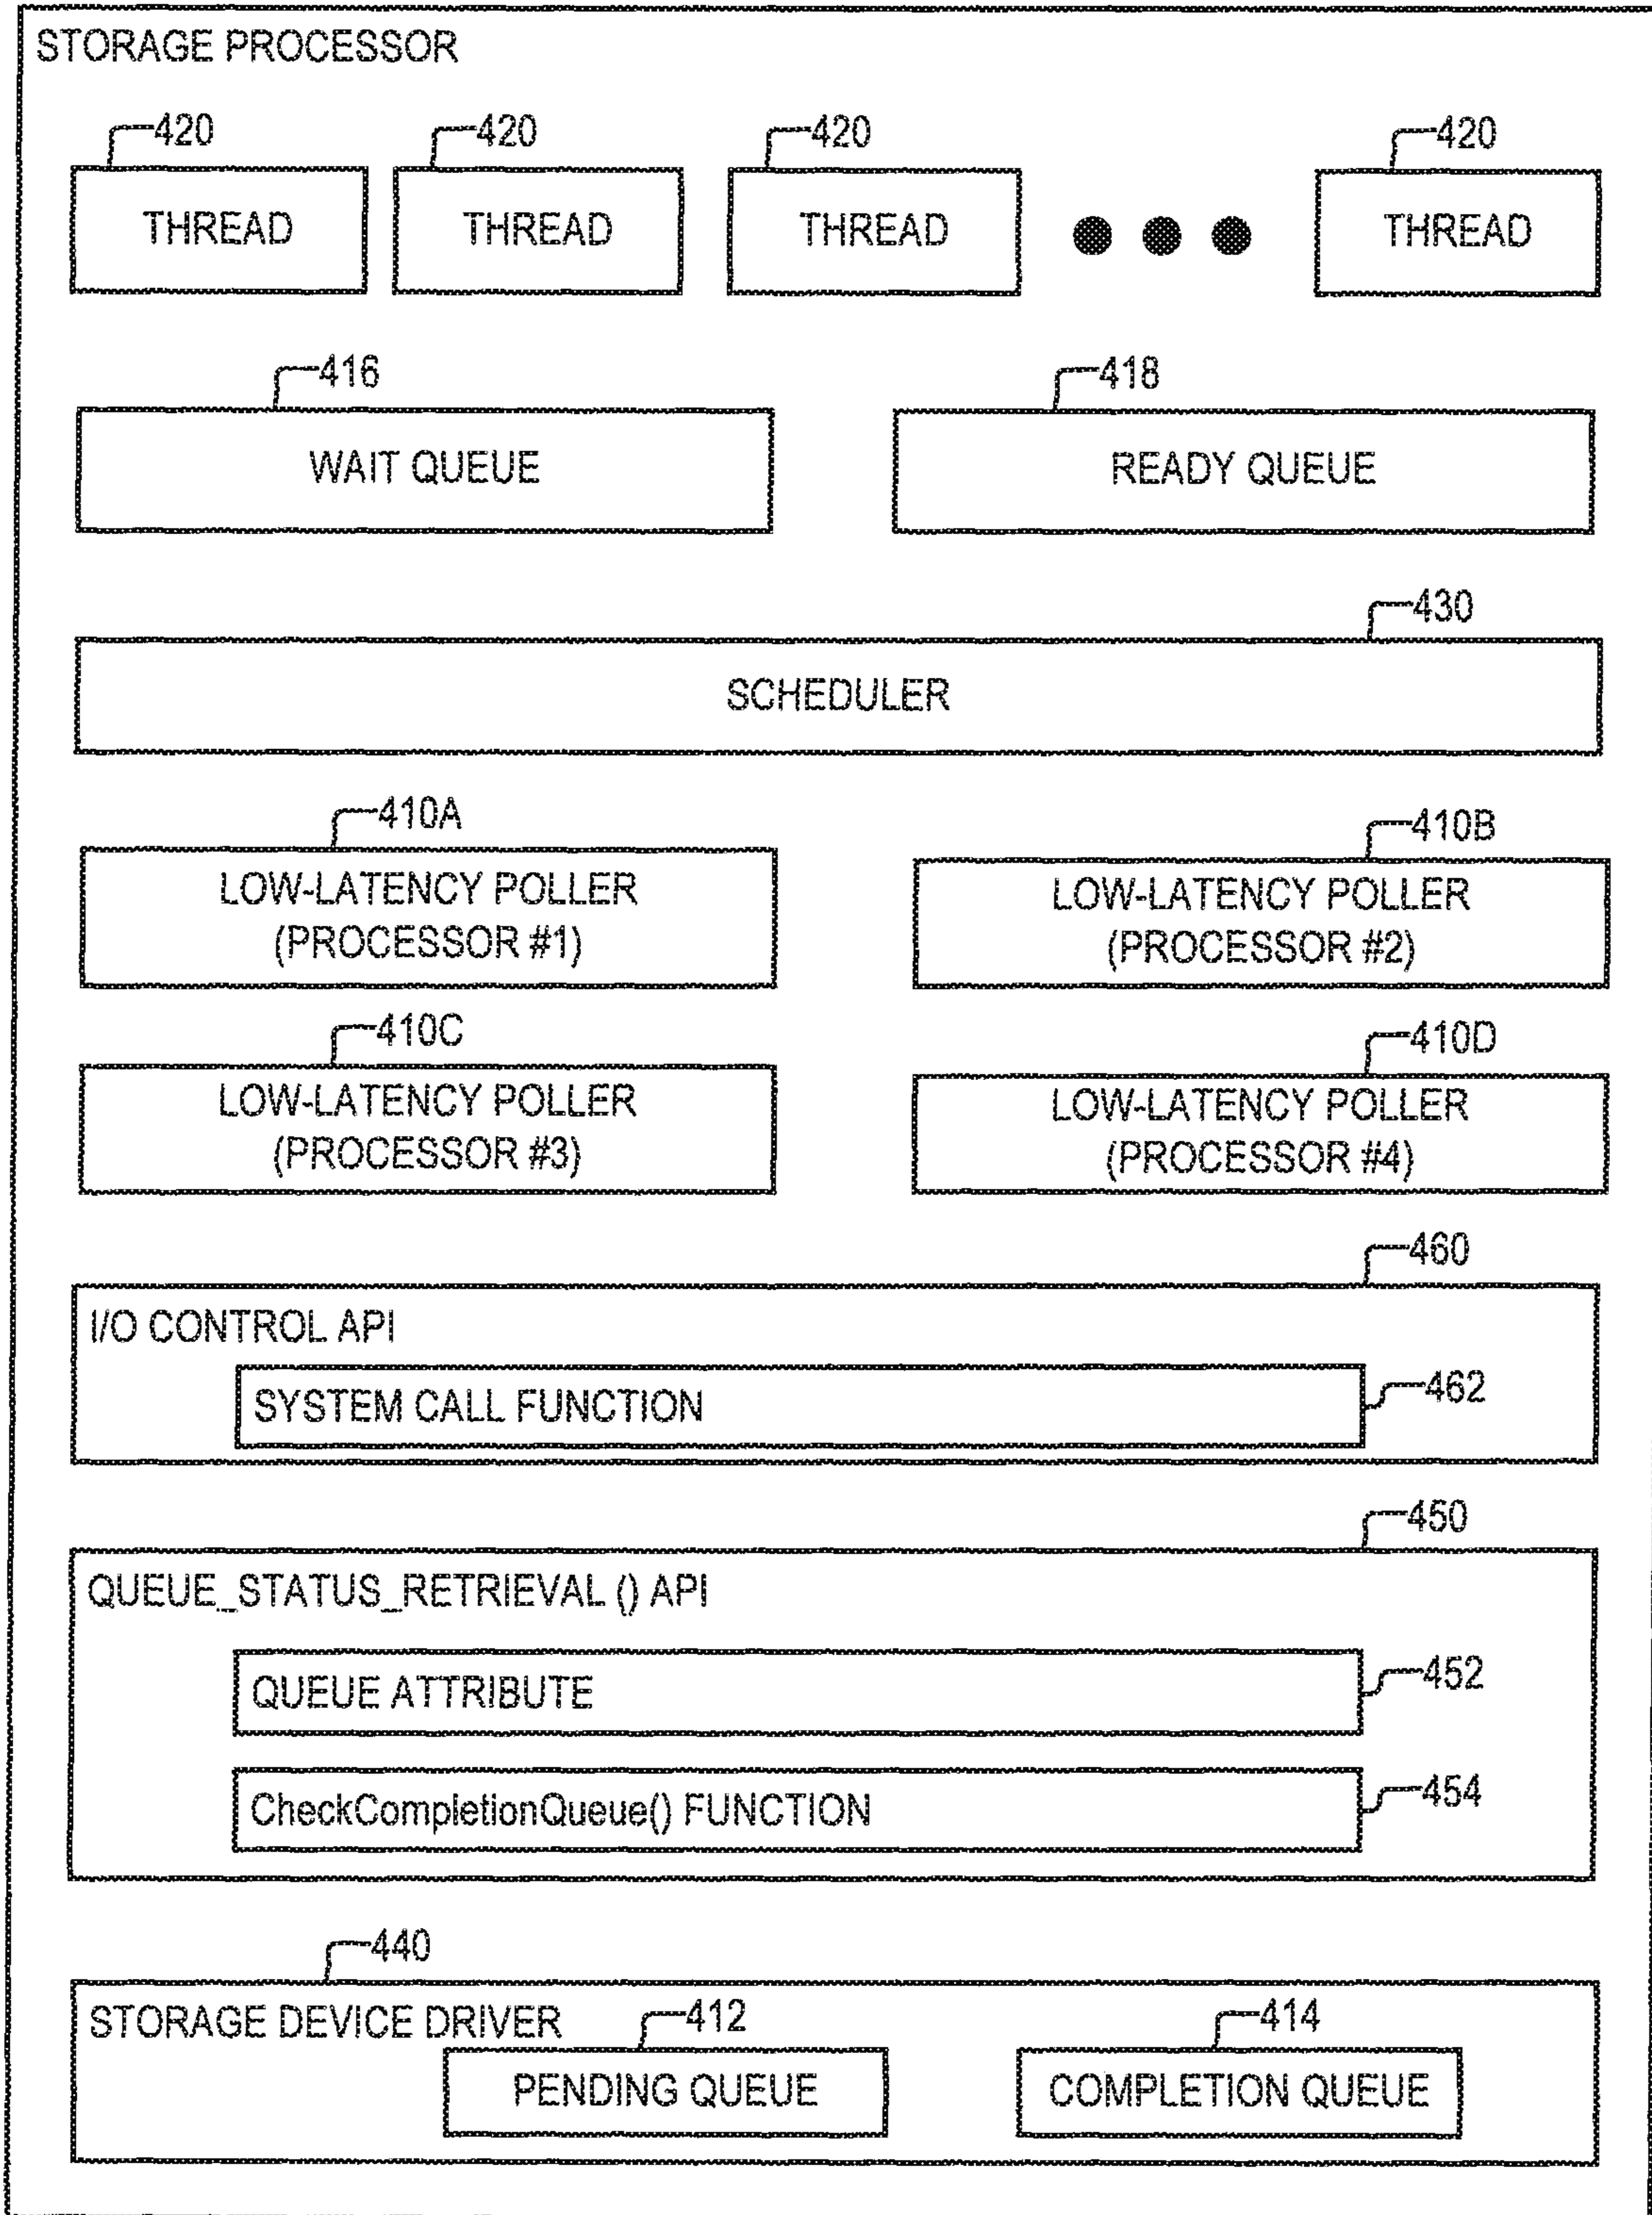 STORAGE PROCESSOR
420 420 420 420
THREAD THREAD THREAD THREAD
416 418
WAIT QUEUE READY QUEUE
430
SCHEDULER
410A 410B
LOW-LATENCY POLLER LOW-LATENCY POLLER
(PROCESSOR #1) (PROCESSOR #2)
410C 410D
LOW-LATENCY POLLER LOW-LATENCY POLLER
(PROCESSOR #3) (PROCESSOR #4)
460
I/O CONTROL API
SYSTEM CALL FUNCTION 462
450
QUEUE_STATUS_RETRIEVAL () API
QUEUE ATTRIBUTE 452
CheckCompletionQueue() FUNCTION 454
440
STORAGE DEVICE DRIVER 412 414
PENDING QUEUE COMPLETION QUEUE